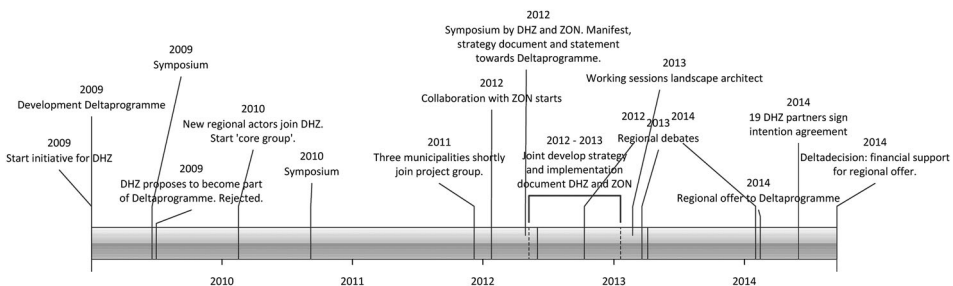 2009
Development Deltaprogramme
2009
Start initiative for DHZ
2009
Symposium
2009
DHZ proposes to become part
of Deltaprogramme. Rejected.
2010
New regional actors join DHZ.
Start 'core group'.
2010
Symposium
2011
Three municipalities shortly
join project group.
2012
Collaboration with ZON starts
2012
Symposium by DHZ and ZON. Manifest,
strategy document and statement
towards Deltaprogramme.
2012 - 2013
Joint develop strategy
and implementation
document DHZ and ZON
2013
Working sessions landscape architect
2012 2013 2014
Regional debates
2014
Regional offer to Deltaprogramme
2014
19 DHZ partners sign
intention agreement
2014
Deltadecision: financial support
for regional offer.
2010 2011 2012 2013 2014